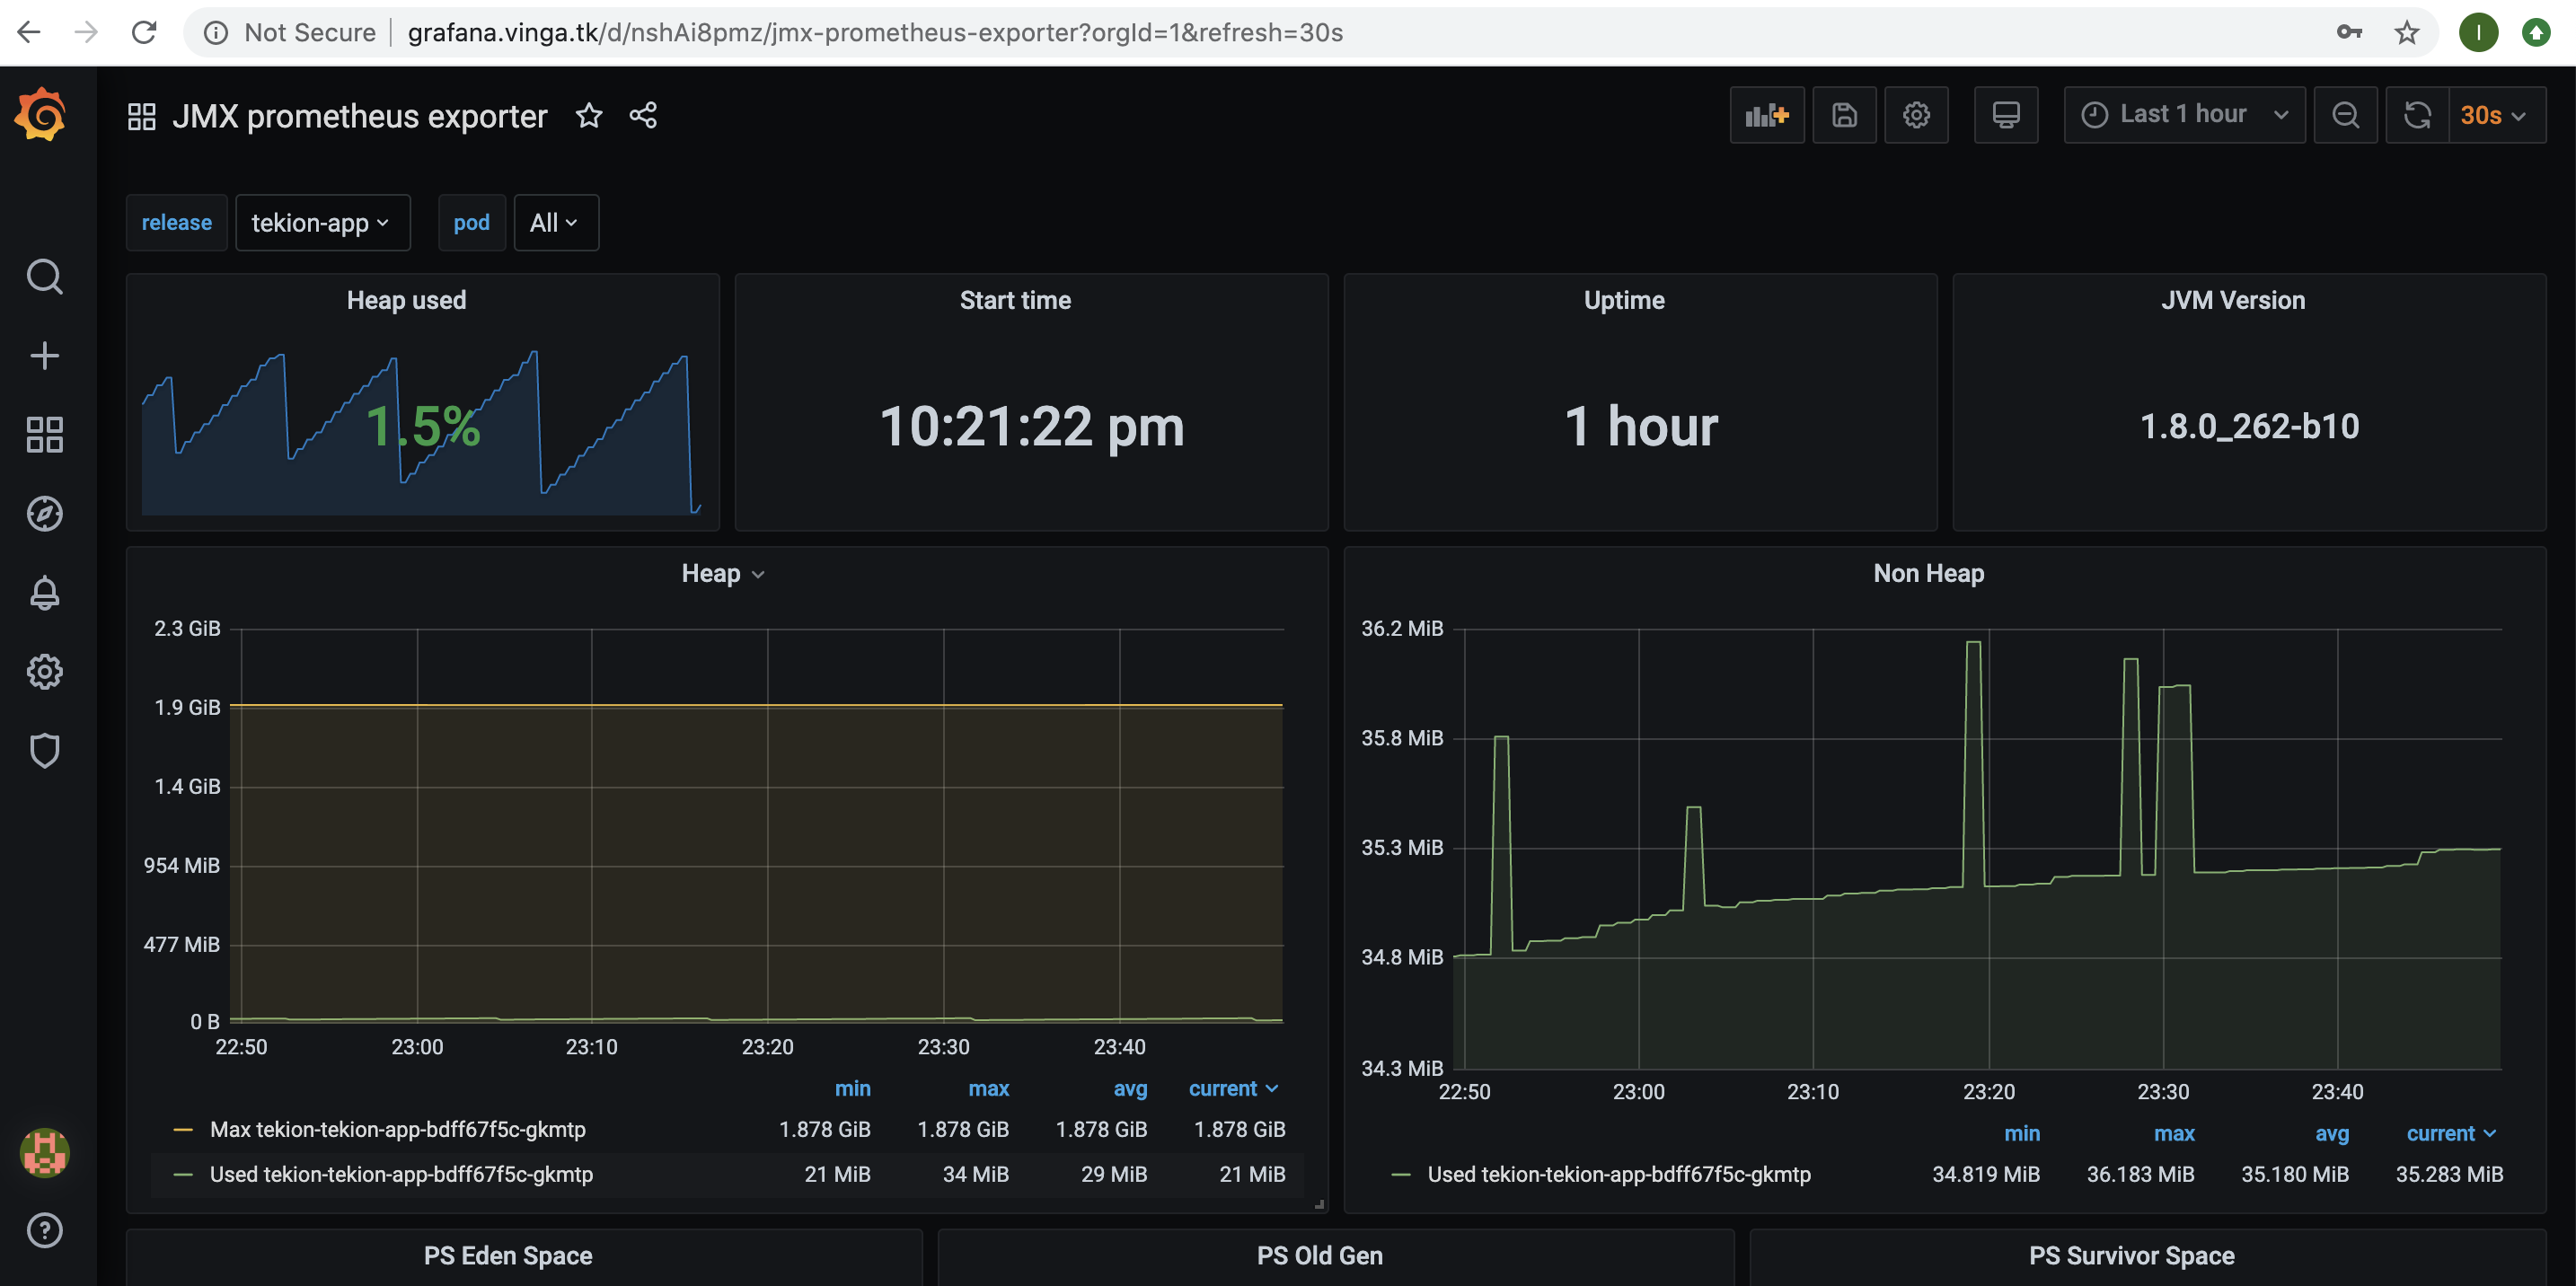 Not Secure grafana.vinga.tk/d/nshAi8pmz/jmx-prometheus-exporter?orgId=1&refresh=30s
I
JMX prometheus exporter
Last 1 hour
30s
release tekion-app pod All
Heap used
1.5%
Start time
10:21:22 pm
Uptime
1 hour
JVM Version
1.8.0_262-b10
Heap
2.3 GiB
1.9 GiB
1.4 GiB
954 MiB
477 MiB
0 B
22:50 23:00 23:10 23:20 23:30 23:40
min max avg current
Max tekion-tekion-app-bdff67f5c-gkmtp 1.878 GiB 1.878 GiB 1.878 GiB 1.878 GiB
Used tekion-tekion-app-bdff67f5c-gkmtp 21 MiB 34 MiB 29 MiB 21 MiB
Non Heap
36.2 MiB
35.8 MiB
35.3 MiB
34.8 MiB
34.3 MiB
22:50 23:00 23:10 23:20 23:30 23:40
min max avg current
Used tekion-tekion-app-bdff67f5c-gkmtp 34.819 MiB 36.183 MiB 35.180 MiB 35.283 MiB
PS Eden Space
PS Old Gen
PS Survivor Space